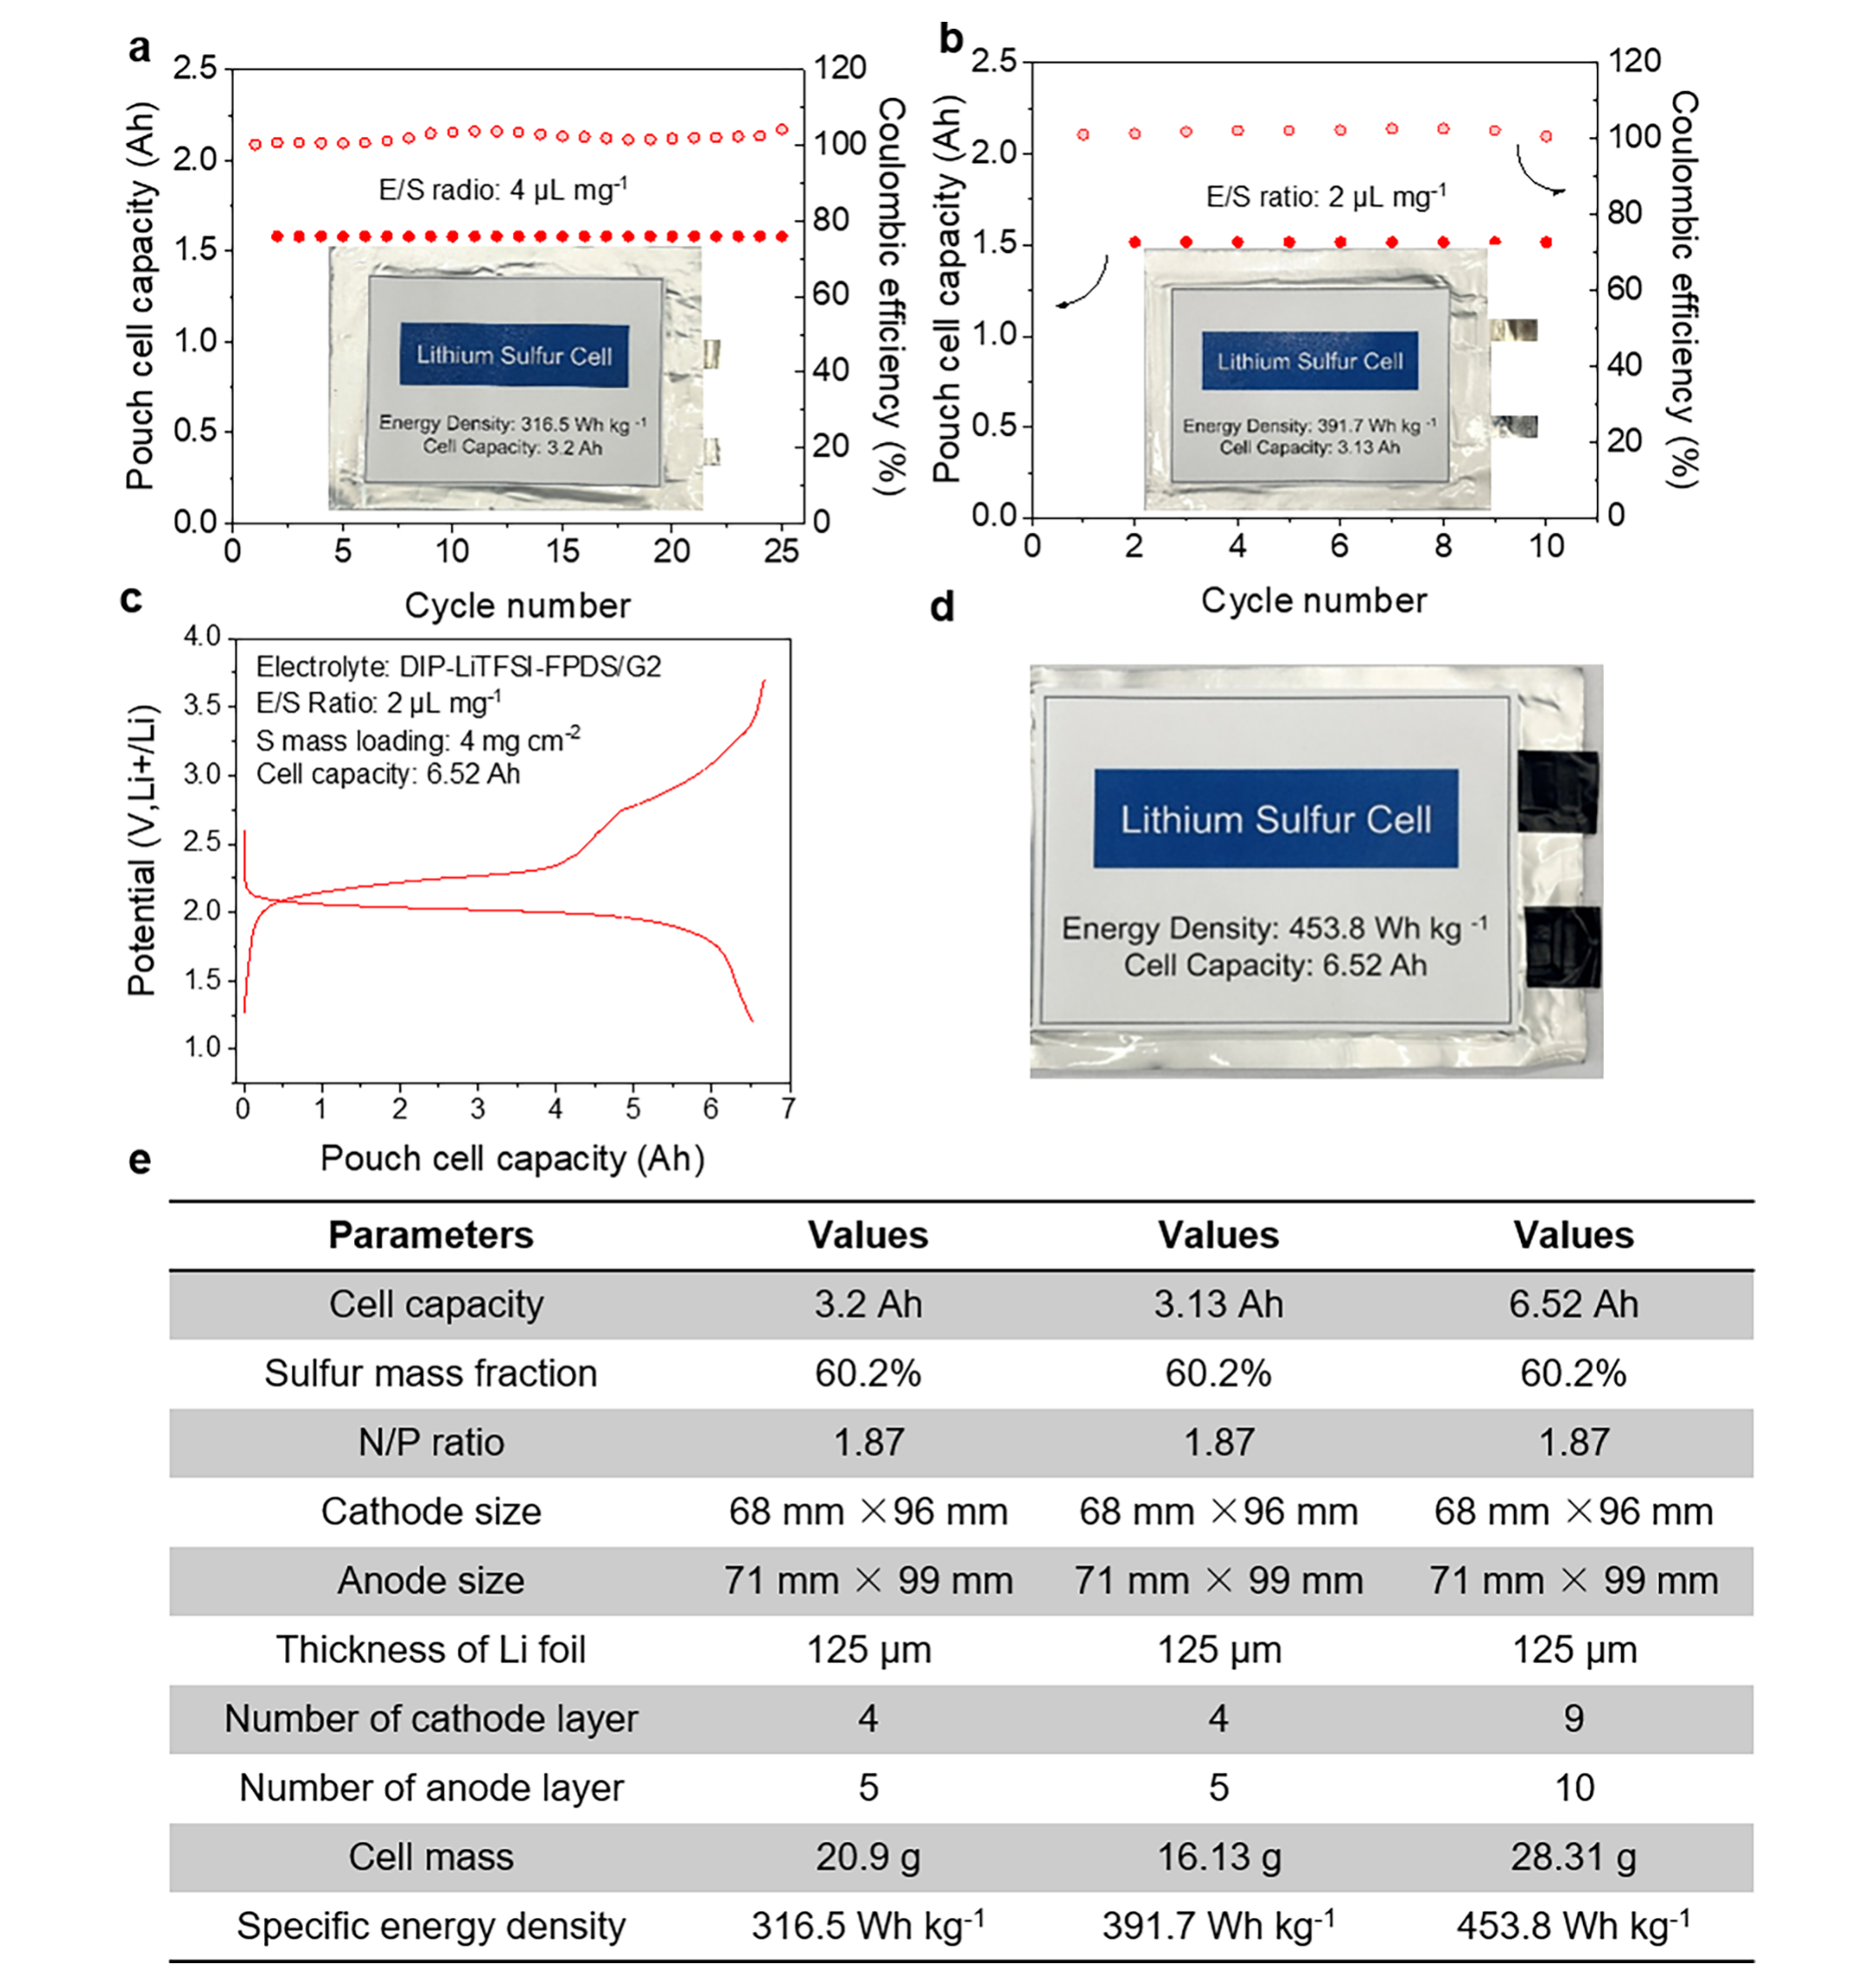 a
2.5
2.0
1.5
1.0
0.5
0.0
Pouch cell capacity (Ah)
120
100
80
60
40
20
0
Coulombic efficiency (%)
E/S radio: 4 µL mg-1
Lithium Sulfur Cell
Energy Density: 316.5 Wh kg -1
Cell Capacity: 3.2 Ah
0 5 10 15 20 25
Cycle number
b
2.5
2.0
1.5
1.0
0.5
0.0
Pouch cell capacity (Ah)
120
100
80
60
40
20
0
Coulombic efficiency (%)
E/S ratio: 2 µL mg-1
Lithium Sulfur Cell
Energy Density: 391.7 Wh kg -1
Cell Capacity: 3.13 Ah
0 2 4 6 8 10
Cycle number
c
4.0
3.5
3.0
2.5
2.0
1.5
1.0
Potential (V,Li+/Li)
Electrolyte: DIP-LiTFSI-FPDS/G2
E/S Ratio: 2 µL mg-1
S mass loading: 4 mg cm-2
Cell capacity: 6.52 Ah
0 1 2 3 4 5 6 7
Pouch cell capacity (Ah)
d
Lithium Sulfur Cell
Energy Density: 453.8 Wh kg -1
Cell Capacity: 6.52 Ah
e
Parameters Values Values Values
Cell capacity 3.2 Ah 3.13 Ah 6.52 Ah
Sulfur mass fraction 60.2% 60.2% 60.2%
N/P ratio 1.87 1.87 1.87
Cathode size 68 mm ×96 mm 68 mm ×96 mm 68 mm ×96 mm
Anode size 71 mm × 99 mm 71 mm × 99 mm 71 mm × 99 mm
Thickness of Li foil 125 µm 125 µm 125 µm
Number of cathode layer 4 4 9
Number of anode layer 5 5 10
Cell mass 20.9 g 16.13 g 28.31 g
Specific energy density 316.5 Wh kg-1 391.7 Wh kg-1 453.8 Wh kg-1